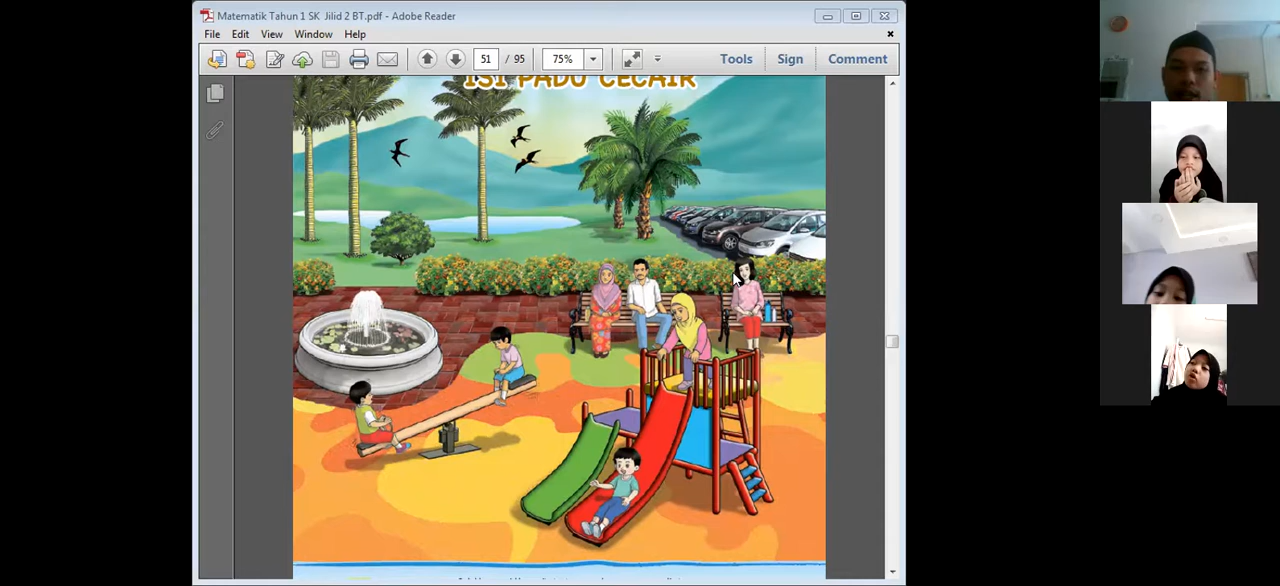 Matematik Tahun 1 SK Jilid 2 BT.pdf - Adobe Reader
File Edit View Window Help
51 / 95 75% Tools Sign Comment
ISI PADU CECAIR